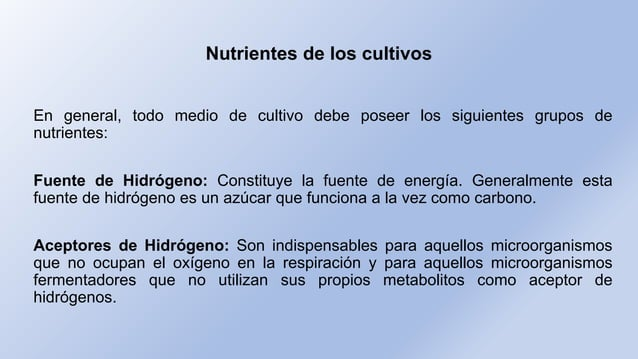 Nutrientes de los cultivos
En general, todo medio de cultivo debe poseer los siguientes grupos de
nutrientes:
Fuente de Hidrógeno: Constituye la fuente de energía. Generalmente esta
fuente de hidrógeno es un azúcar que funciona a la vez como carbono.
Aceptores de Hidrógeno: Son indispensables para aquellos microorganismos
que no ocupan el oxígeno en la respiración y para aquellos microorganismos
fermentadores que no utilizan sus propios metabolitos como aceptor de
hidrógenos.